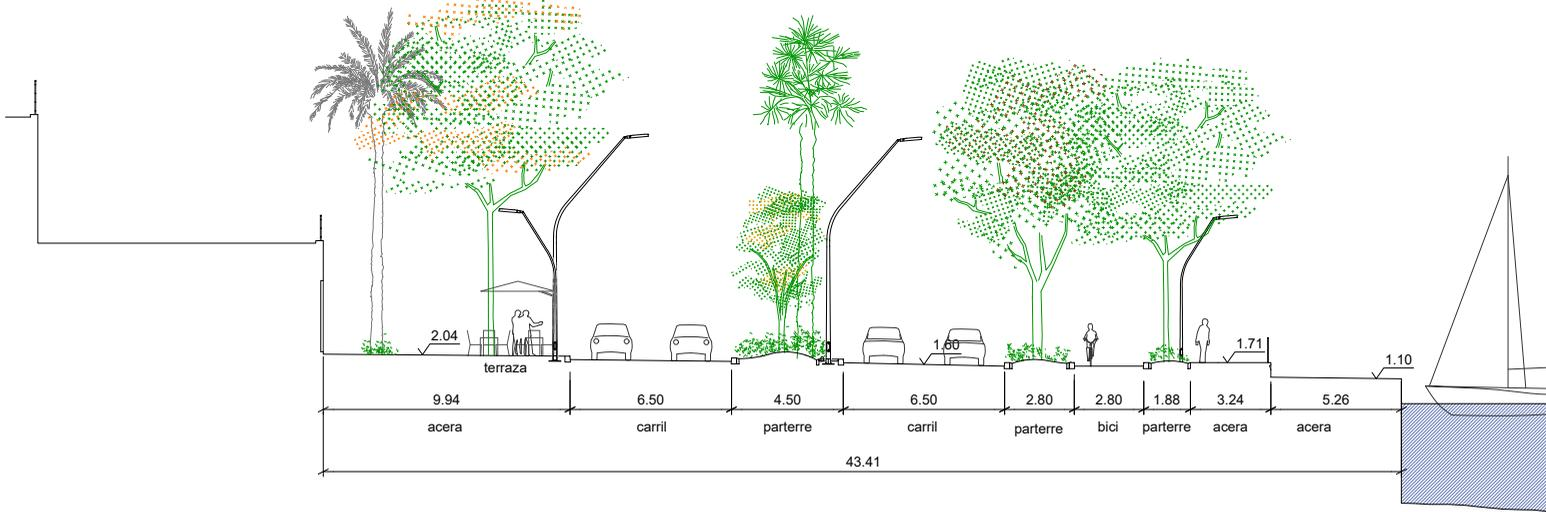 2.04
1.60
1.71
1.10
terraza
9.94 6.50 4.50 6.50 2.80 2.80 1.88 3.24 5.26
acera carril parterre carril parterre bici parterre acera acera
43.41